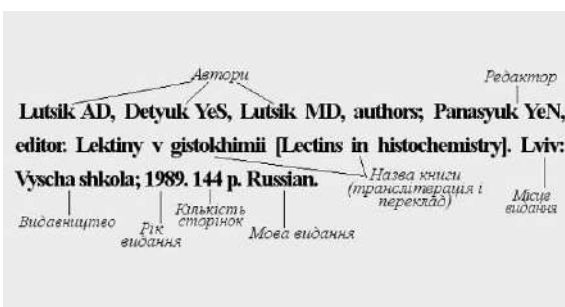 Автори
Редактор
Lutsik AD, Detyuk YeS, Lutsik MD, authors; Panasyuk YeN,
editor. Lektiny v gistokhimii [Lectins in histochemistry]. Lviv:
Vyscha shkola; 1989. 144 p. Russian.
Назва книги
(транслітерація і
переклад)
Місце
видання
Видавництво
Рік
видання
Кількість
сторінок
Мова видання